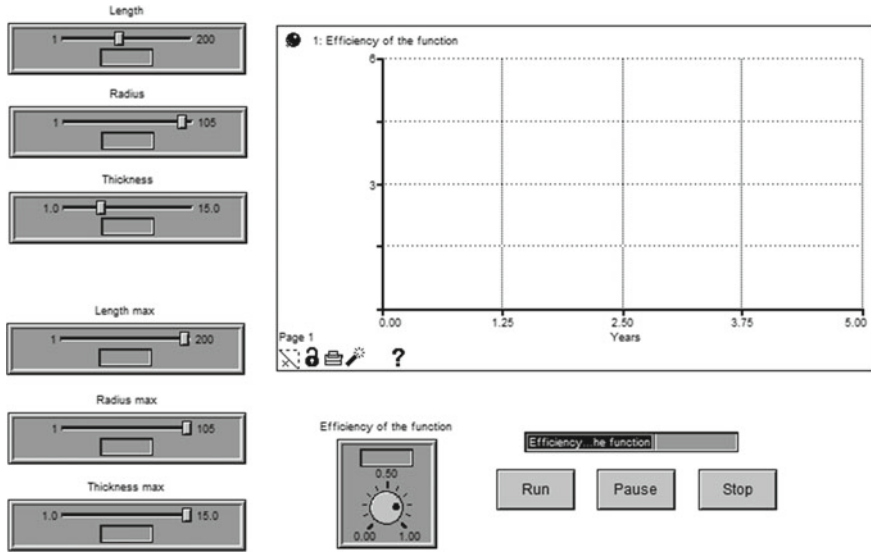 Length
1 200
Radius
1 105
Thickness
1.0 15.0
Length max
1 200
Radius max
1 105
Thickness max
1.0 15.0
1: Efficiency of the function
6
3
0.00 1.25 2.50 3.75 5.00
Page 1 Years
?
Efficiency of the function
0.50
0.00 1.00
Efficiency...he function
Run Pause Stop